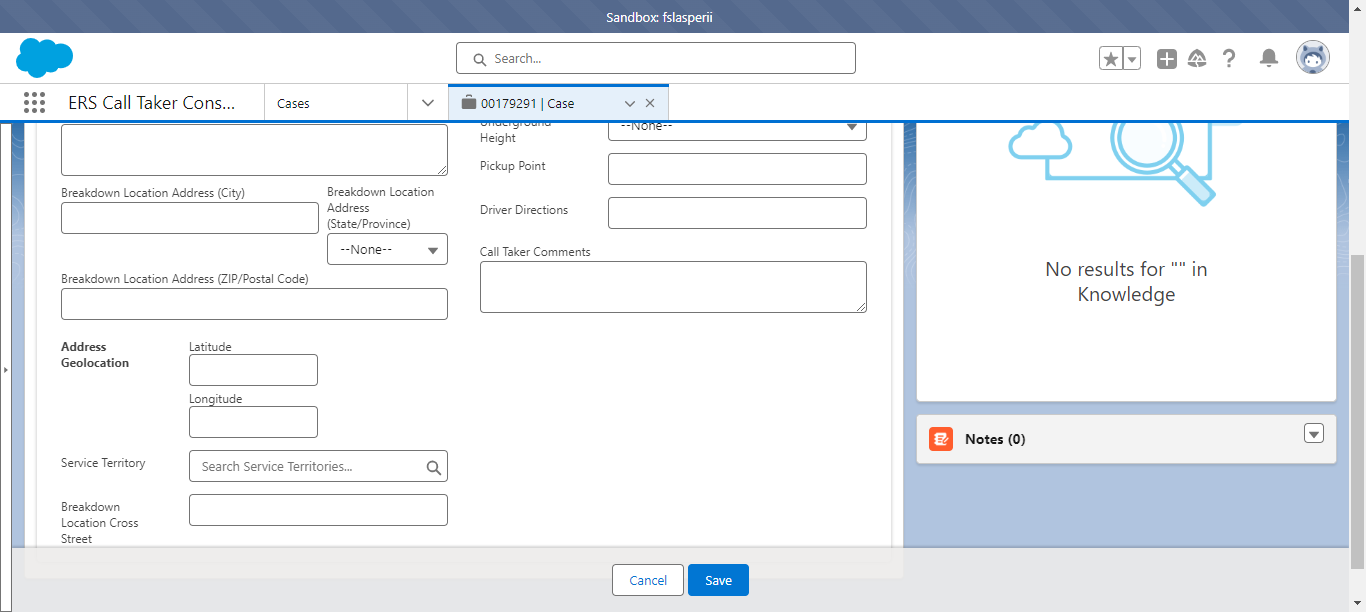 Sandbox: fslasperii
Search...
ERS Call Taker Cons...
Cases
00179291 | Case
Underground
Height
--None--
Pickup Point
Breakdown Location Address (City)
Breakdown Location
Address
(State/Province)
--None--
Driver Directions
Call Taker Comments
Breakdown Location Address (ZIP/Postal Code)
Address
Geolocation
Latitude
Longitude
Service Territory
Search Service Territories...
Breakdown
Location Cross
Street
No results for "" in
Knowledge
Notes (0)
Cancel
Save